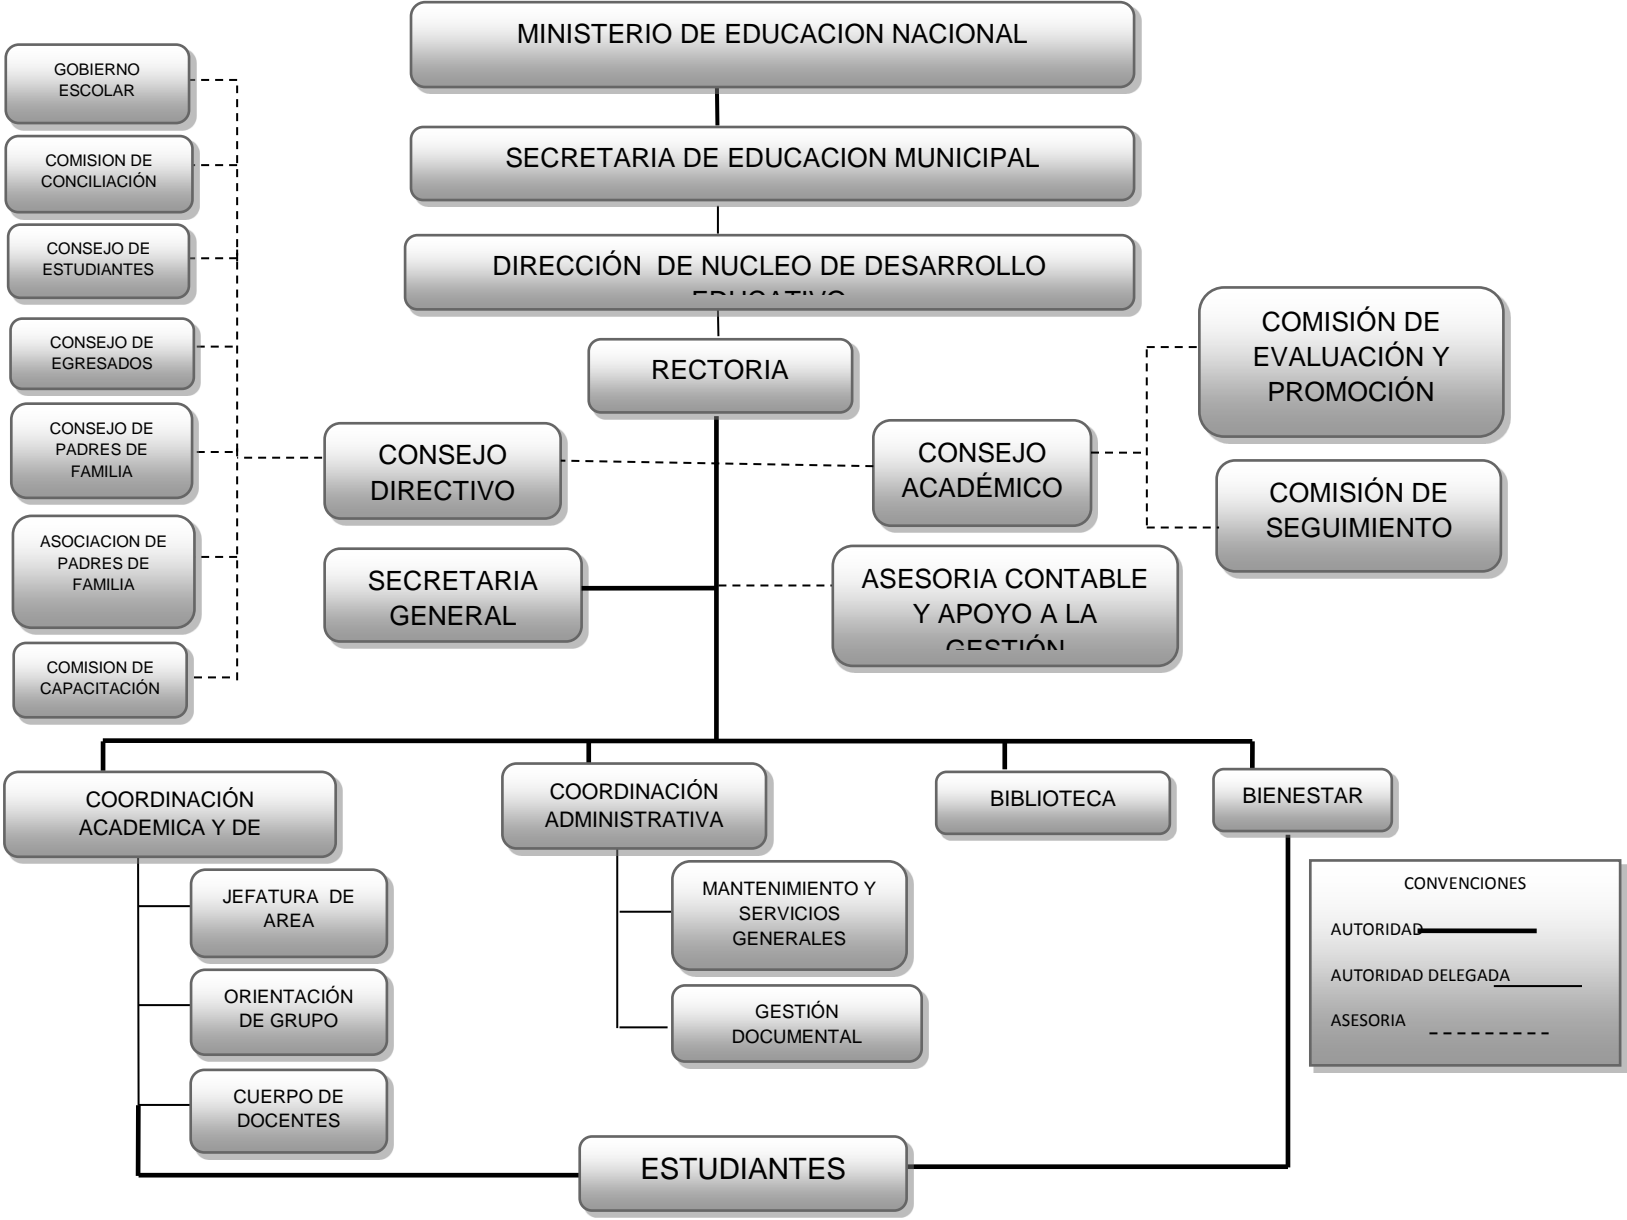 MINISTERIO DE EDUCACION NACIONAL
SECRETARIA DE EDUCACION MUNICIPAL
DIRECCIÓN  DE NUCLEO DE DESARROLLO
EDUCATIVO
RECTORIA
GOBIERNO
ESCOLAR
COMISION DE
CONCILIACIÓN
CONSEJO DE
ESTUDIANTES
CONSEJO DE
EGRESADOS
CONSEJO DE
PADRES DE
FAMILIA
ASOCIACION DE
PADRES DE
FAMILIA
COMISION DE
CAPACITACIÓN
CONSEJO
DIRECTIVO
CONSEJO
ACADÉMICO
COMISIÓN DE
EVALUACIÓN Y
PROMOCIÓN
COMISIÓN DE
SEGUIMIENTO
SECRETARIA
GENERAL
ASESORIA CONTABLE
Y APOYO A LA
GESTIÓN
COORDINACIÓN
ACADEMICA Y DE
COORDINACIÓN
ADMINISTRATIVA
BIBLIOTECA
BIENESTAR
JEFATURA  DE
AREA
ORIENTACIÓN
DE GRUPO
CUERPO DE
DOCENTES
MANTENIMIENTO Y
SERVICIOS
GENERALES
GESTIÓN
DOCUMENTAL
ESTUDIANTES
CONVENCIONES
AUTORIDAD
AUTORIDAD DELEGADA
ASESORIA